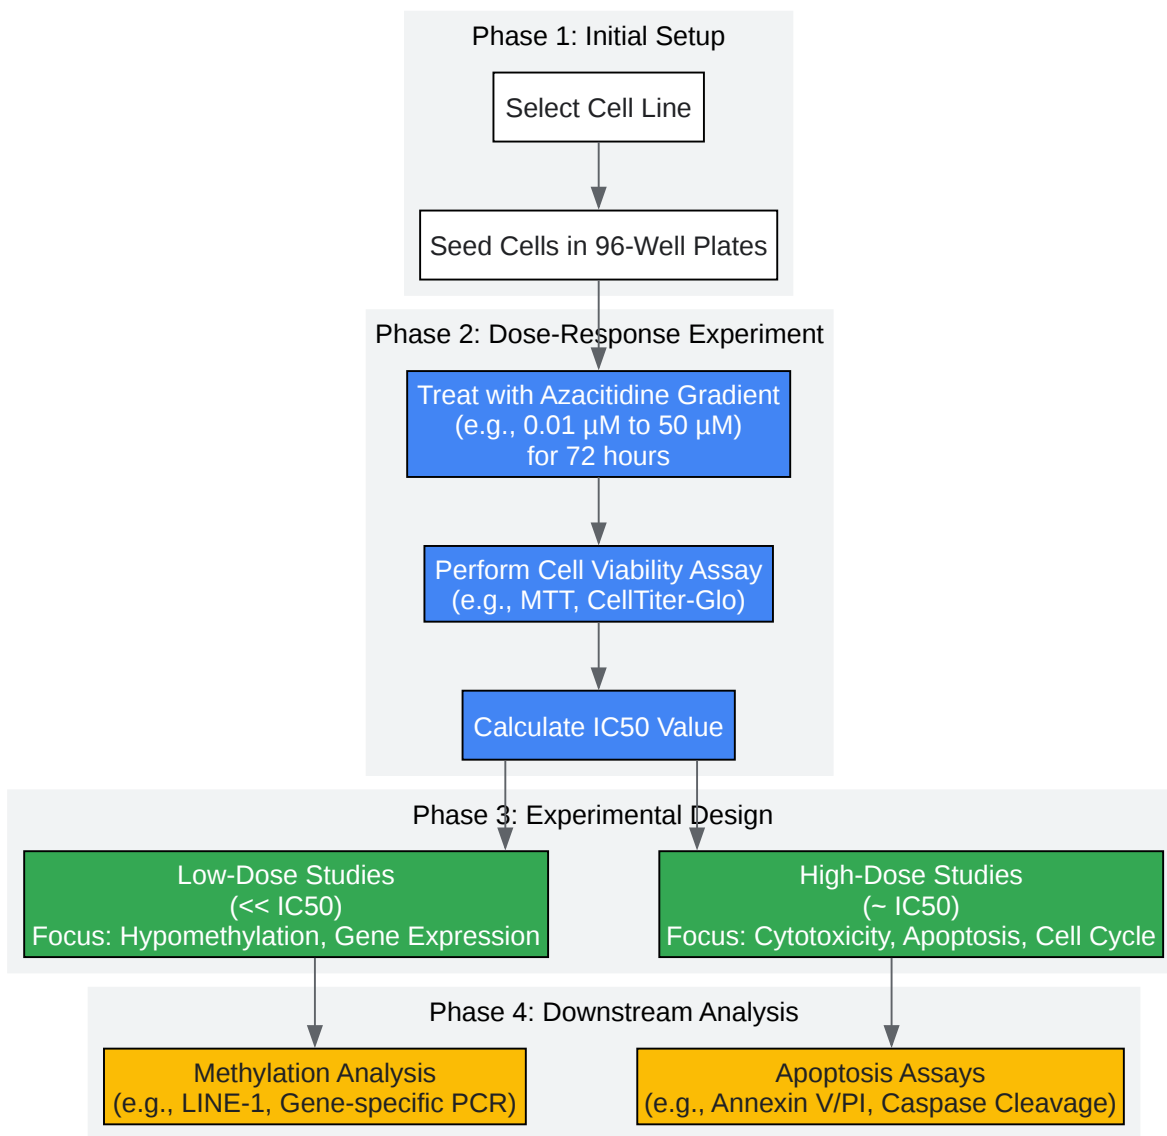 Phase 1: Initial Setup
Select Cell Line
Seed Cells in 96-Well Plates
Phase 2: Dose-Response Experiment
Treat with Azacitidine Gradient
(e.g., 0.01 µM to 50 µM)
for 72 hours
Perform Cell Viability Assay
(e.g., MTT, CellTiter-Glo)
Calculate IC50 Value
Phase 3: Experimental Design
Low-Dose Studies
(<< IC50)
Focus: Hypomethylation, Gene Expression
High-Dose Studies
(~ IC50)
Focus: Cytotoxicity, Apoptosis, Cell Cycle
Phase 4: Downstream Analysis
Methylation Analysis
(e.g., LINE-1, Gene-specific PCR)
Apoptosis Assays
(e.g., Annexin V/PI, Caspase Cleavage)